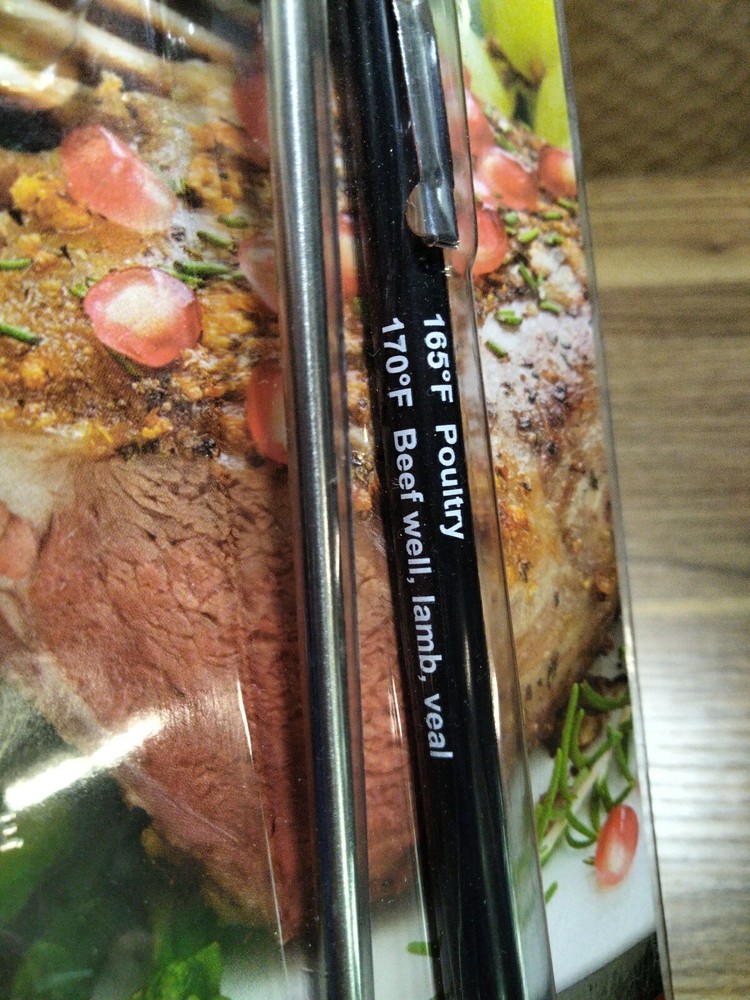 165°F Poultry
170°F Beef well, lamb, veal